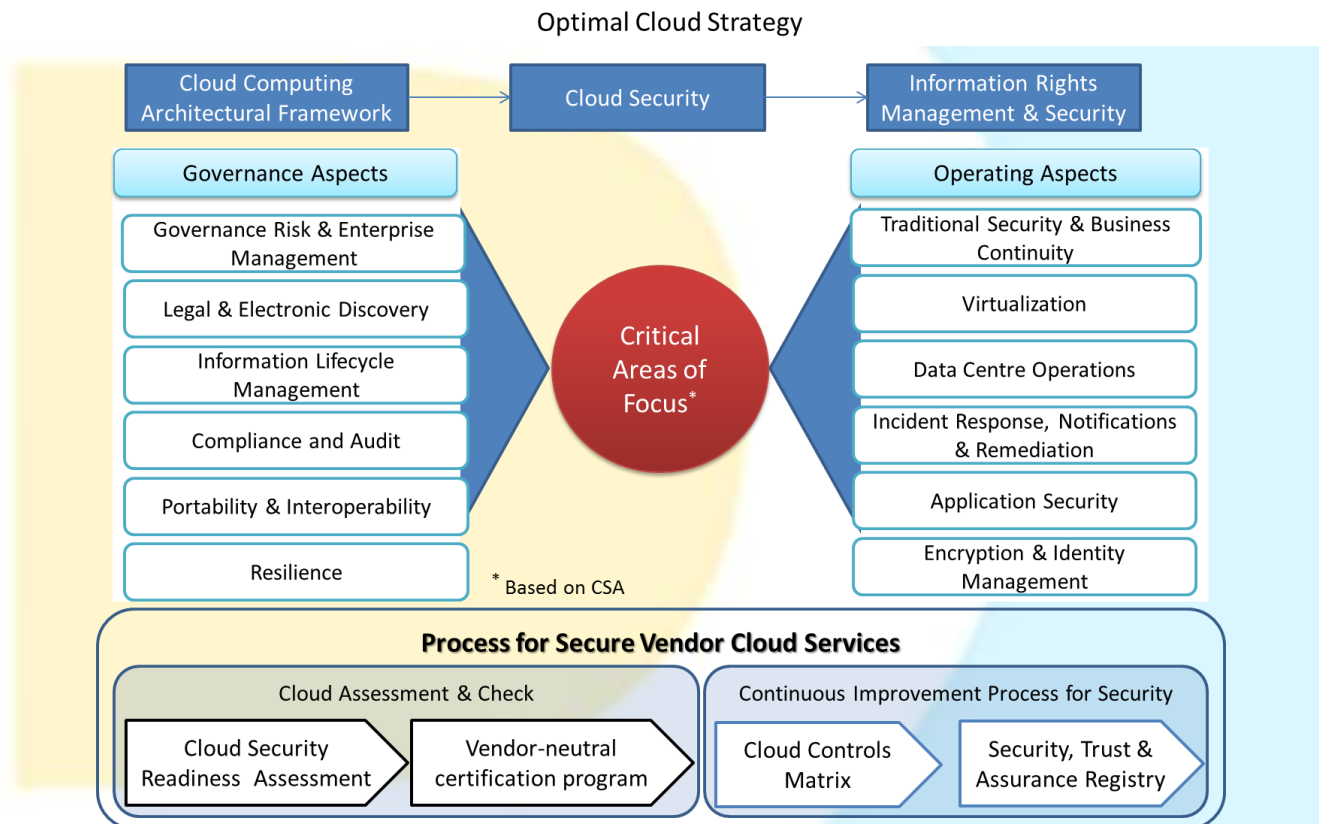 Optimal Cloud Strategy
Cloud Computing
Architectural Framework
Cloud Security
Information Rights
Management & Security
Governance Aspects
Governance Risk & Enterprise
Management
Legal & Electronic Discovery
Information Lifecycle
Management
Compliance and Audit
Portability & Interoperability
Resilience
Critical
Areas of
Focus*
* Based on CSA
Operating Aspects
Traditional Security & Business
Continuity
Virtualization
Data Centre Operations
Incident Response, Notifications
& Remediation
Application Security
Encryption & Identity
Management
Process for Secure Vendor Cloud Services
Cloud Assessment & Check
Cloud Security
Readiness Assessment
Vendor-neutral
certification program
Continuous Improvement Process for Security
Cloud Controls
Matrix
Security, Trust &
Assurance Registry